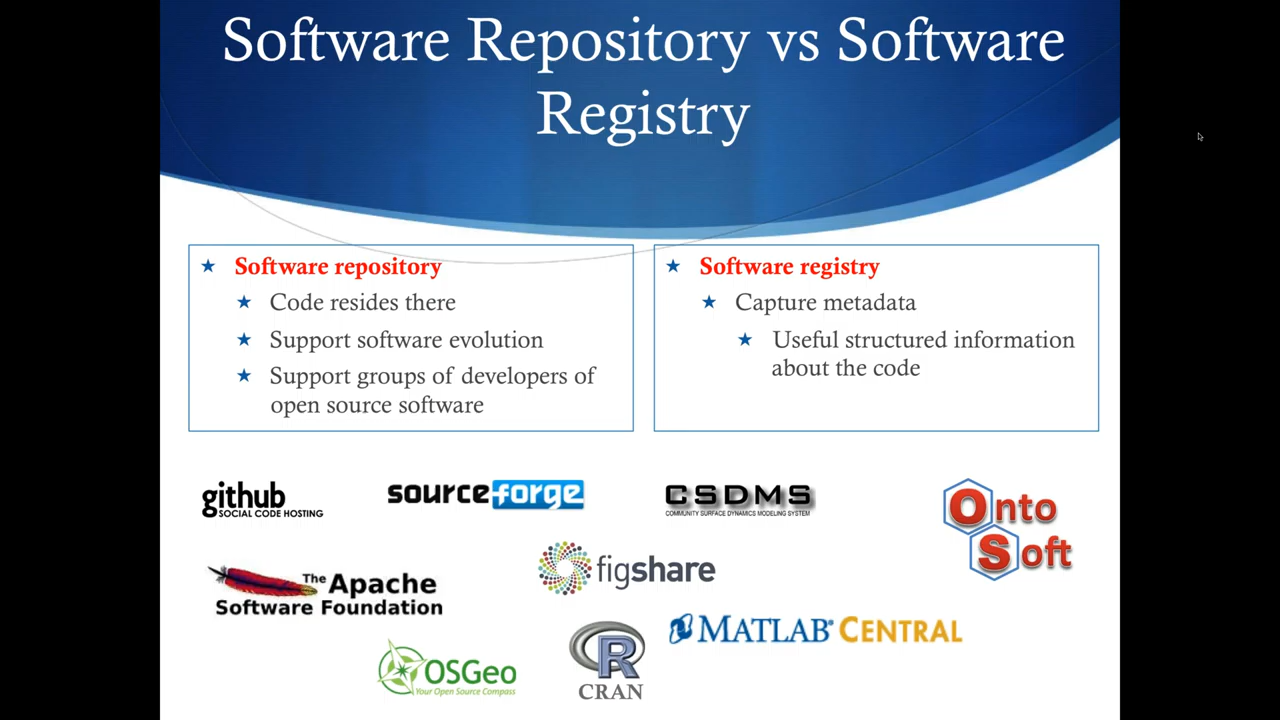 Software Repository vs Software
Registry
Software repository
Code resides there
Support software evolution
Support groups of developers of
open source software
Software registry
Capture metadata
Useful structured information
about the code
github
SOCIAL CODE HOSTING
sourceforge
CSDMS
COMMUNITY SURFACE DYNAMICS MODELING SYSTEM
Onto
Soft
The Apache
Software Foundation
figshare
MATLAB CENTRAL
OSGeo
Your Open Source Compass
R
CRAN